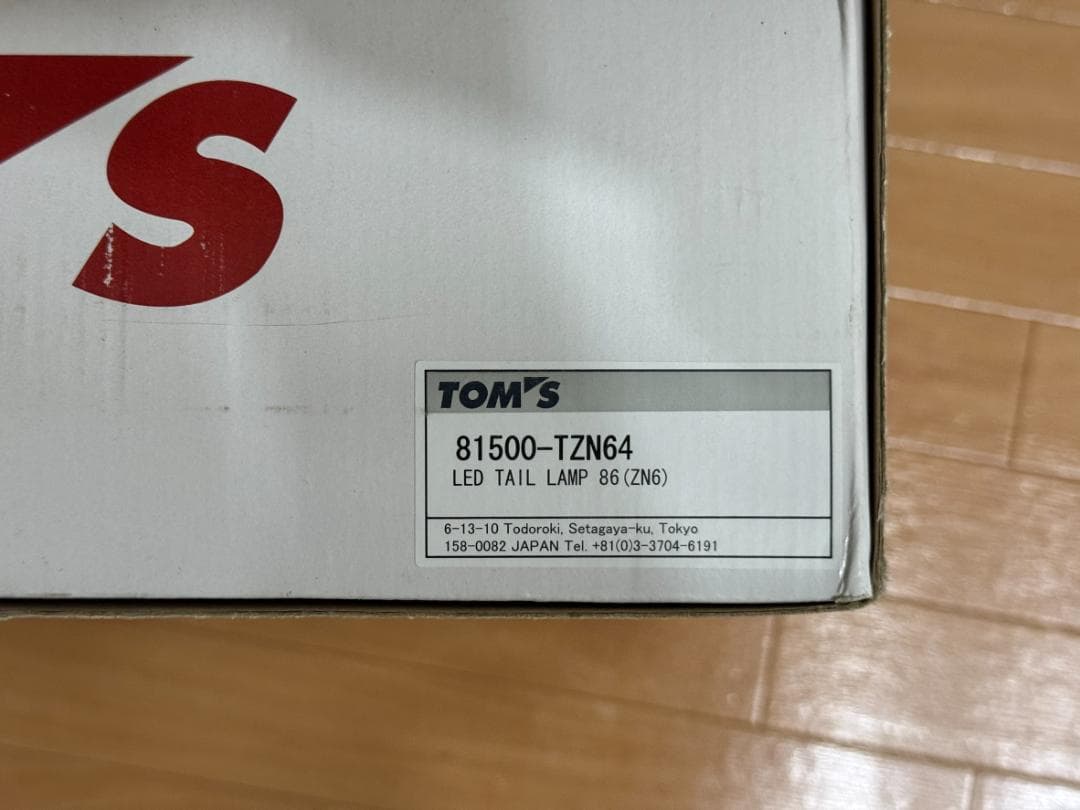 'S
TOM'S
81500-TZN64
LED TAIL LAMP 86(ZN6)
6-13-10 Todoroki, Setagaya-ku, Tokyo
158-0082 JAPAN Tel. +81(0)3-3704-6191